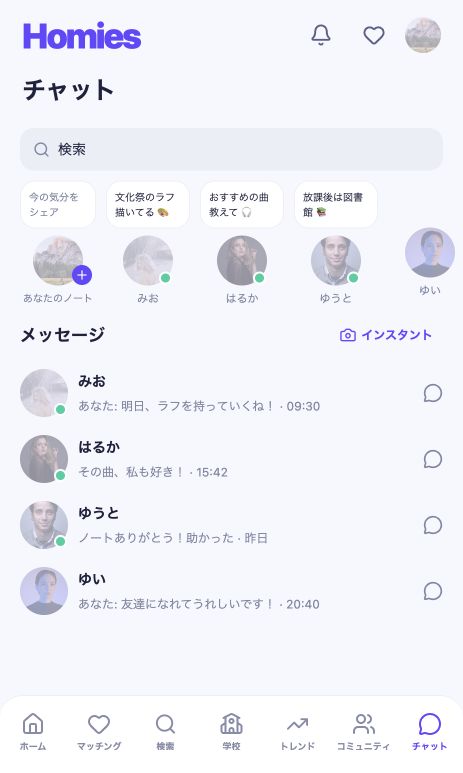 Homies
チャット
検索
今の気分を
シェア
文化祭のラフ
描いてる 🎨
おすすめの曲
教えて 🎧
放課後は図書
館 📚
あなたのノート
みお
はるか
ゆうと
ゆい
メッセージ
インスタント
みお
あなた: 明日、ラフを持っていくね！ · 09:30
はるか
その曲、私も好き！ · 15:42
ゆうと
ノートありがとう！助かった · 昨日
ゆい
あなた: 友達になれてうれしいです！ · 20:40
ホーム
マッチング
検索
学校
トレンド
コミュニティ
チャット